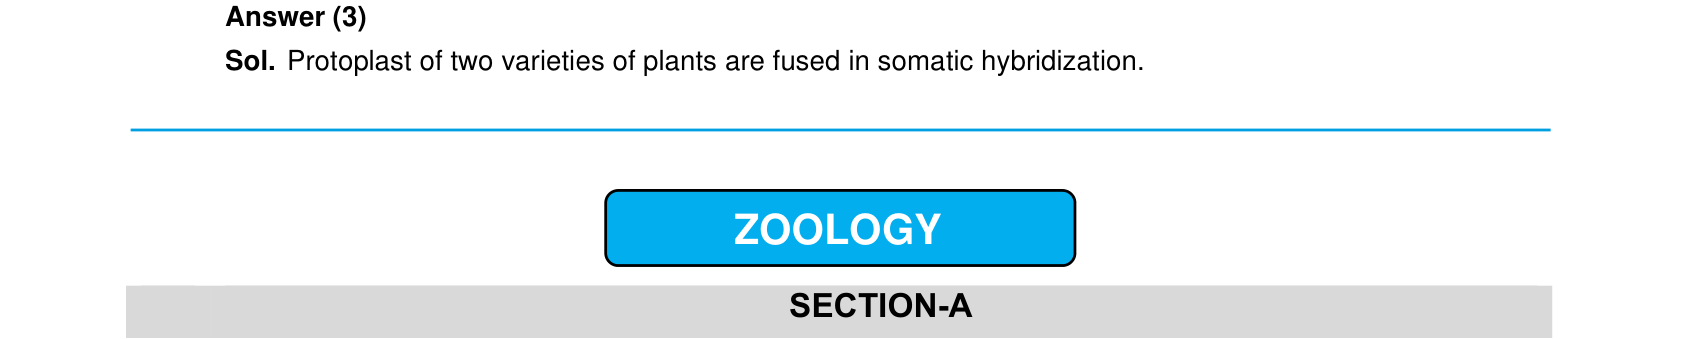 Answer (3)
Sol. Protoplast of two varieties of plants are fused in somatic hybridization.
ZOOLOGY
SECTION-A